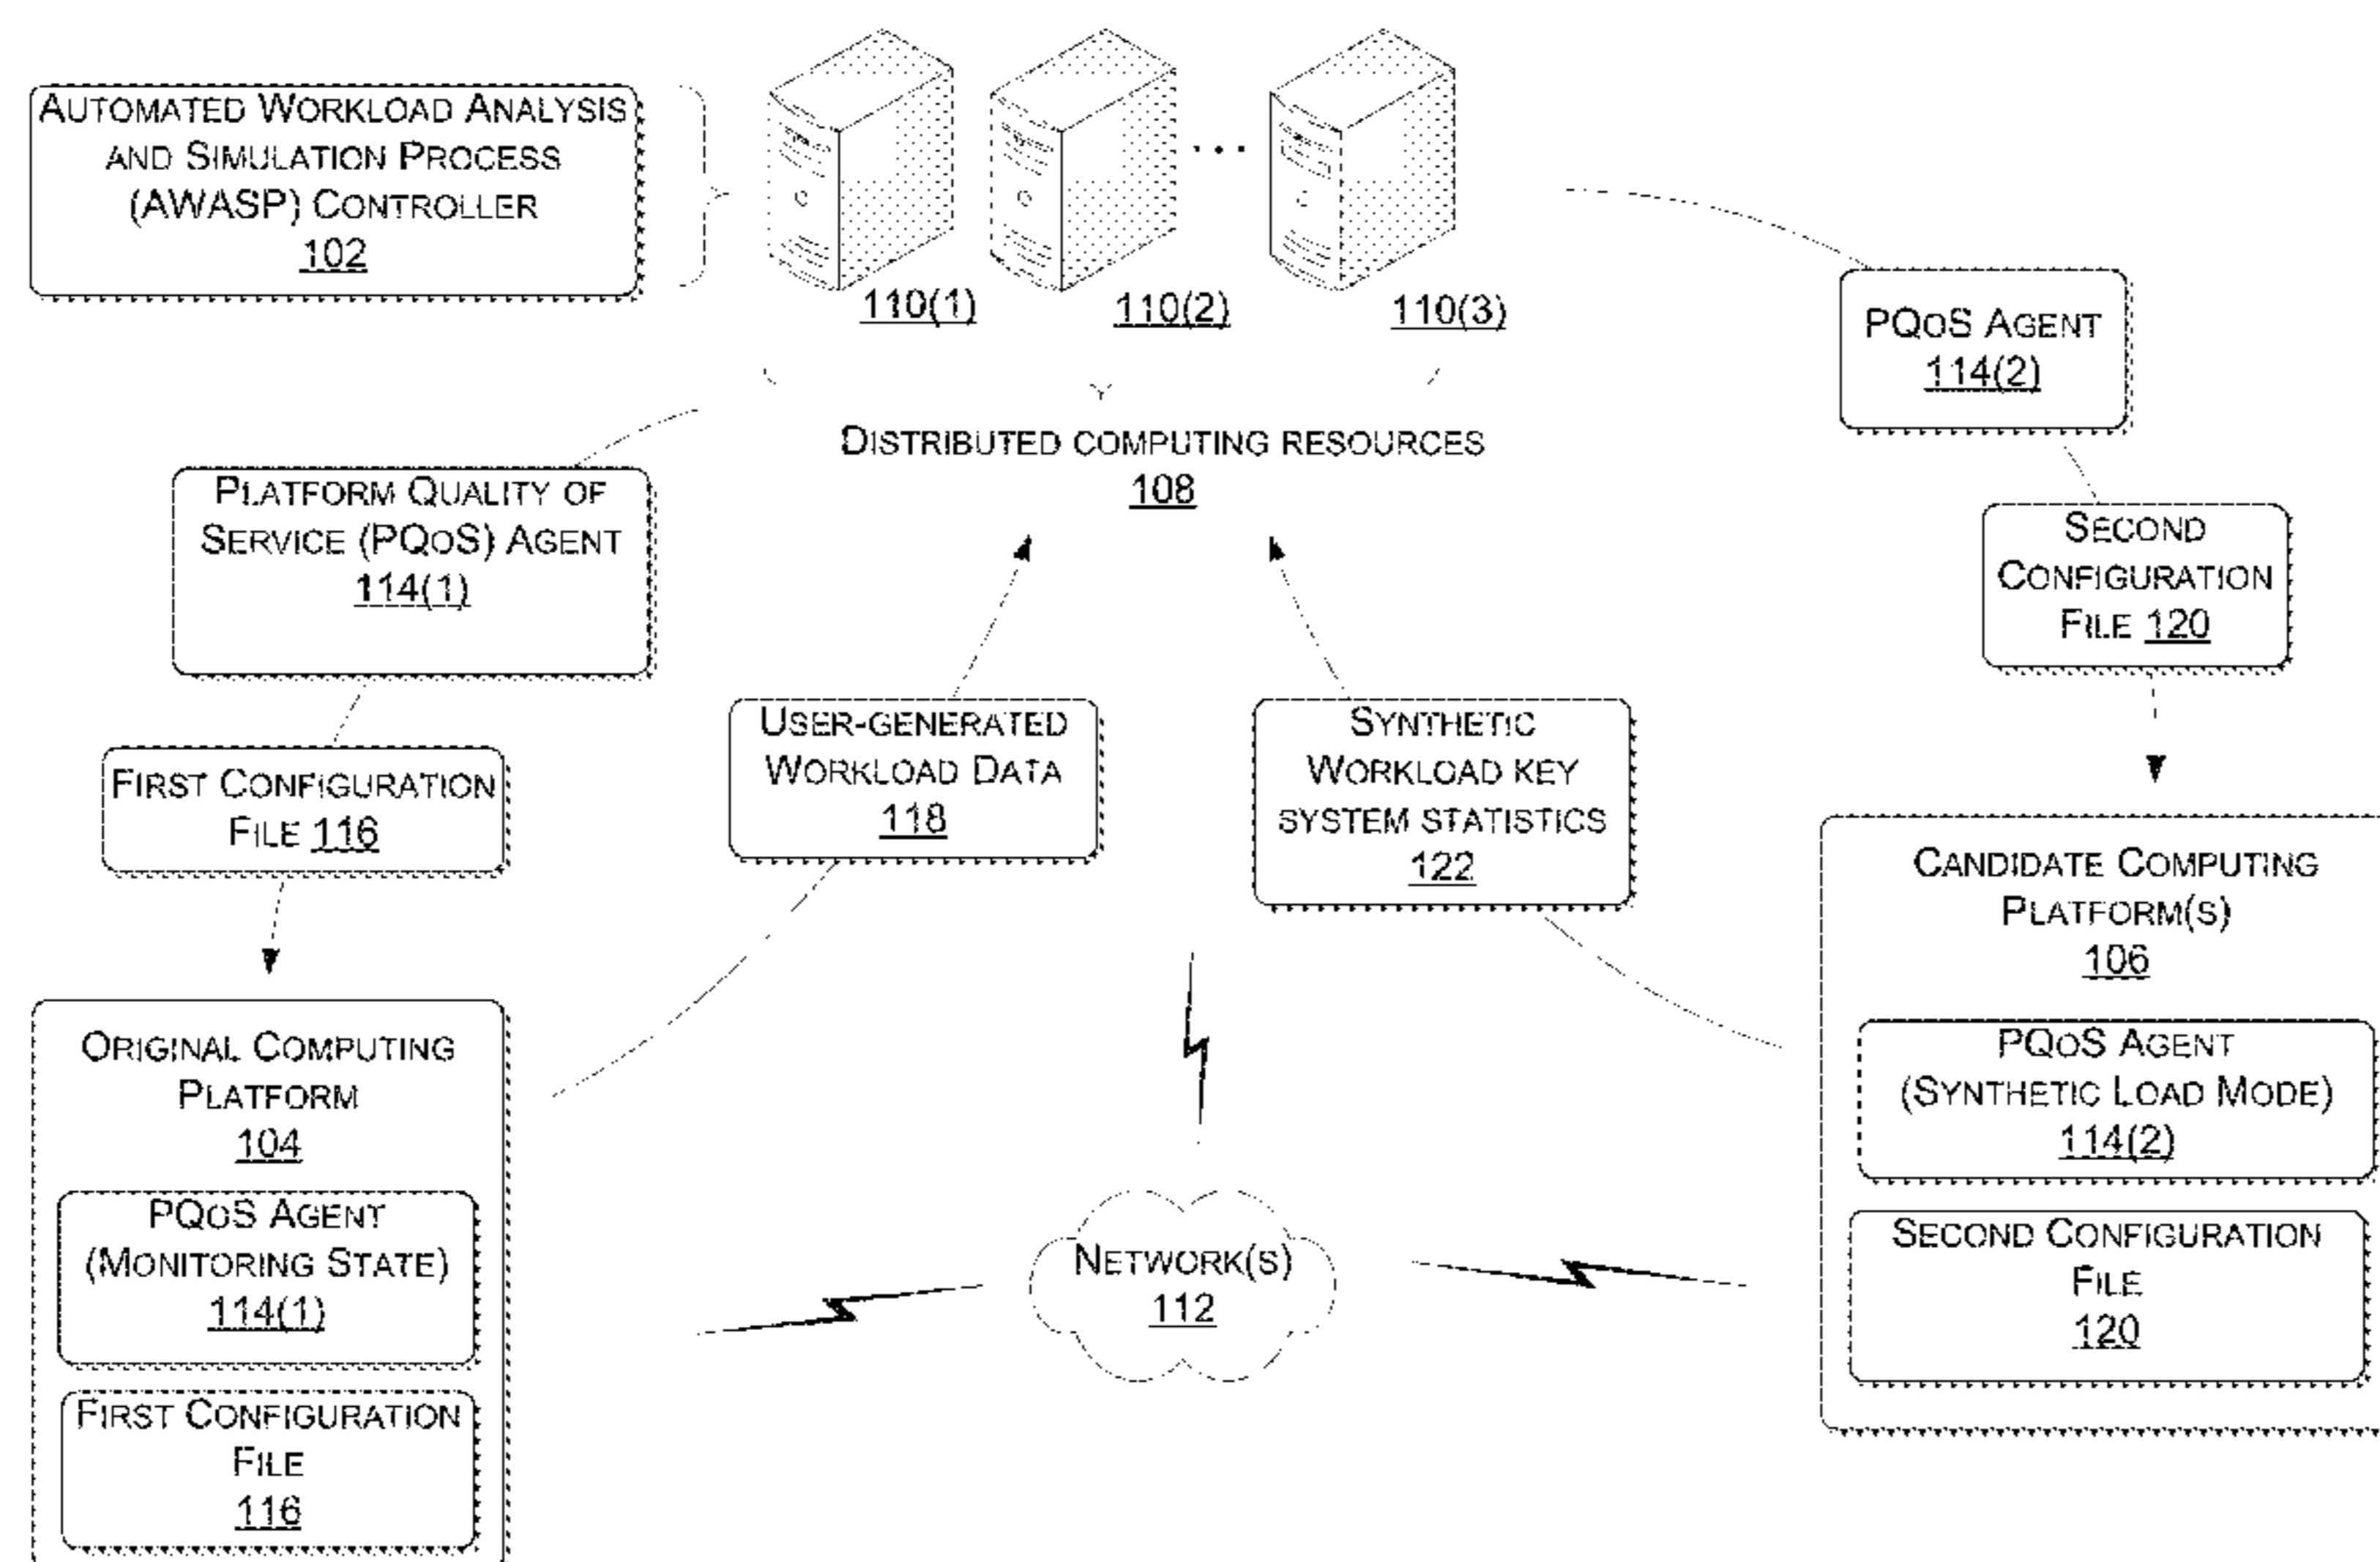 AUTOMATED WORKLOAD ANALYSIS
AND SIMULATION PROCESS
(AWASP) CONTROLLER
102
110(1)
110(2)
...
110(3)
DISTRIBUTED COMPUTING RESOURCES
108
PQOS AGENT
114(2)
PLATFORM QUALITY OF
SERVICE (PQOS) AGENT
114(1)
SECOND
CONFIGURATION
FILE 120
FIRST CONFIGURATION
FILE 116
USER-GENERATED
WORKLOAD DATA
118
SYNTHETIC
WORKLOAD KEY
SYSTEM STATISTICS
122
ORIGINAL COMPUTING
PLATFORM
104
PQOS AGENT
(MONITORING STATE)
114(1)
FIRST CONFIGURATION
FILE
116
NETWORK(S)
112
CANDIDATE COMPUTING
PLATFORM(S)
106
PQOS AGENT
(SYNTHETIC LOAD MODE)
114(2)
SECOND CONFIGURATION
FILE
120